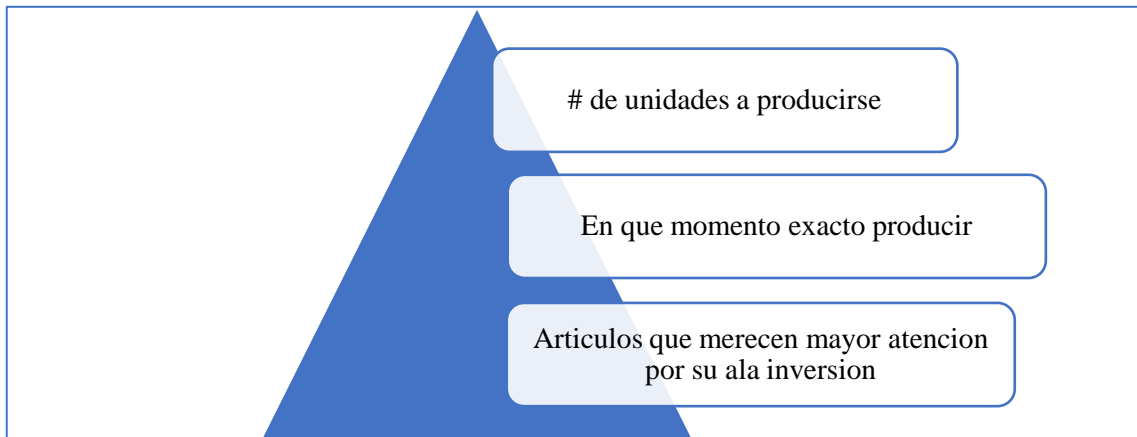 # de unidades a producirse
En que momento exacto producir
Articulos que merecen mayor atencion
por su ala inversion